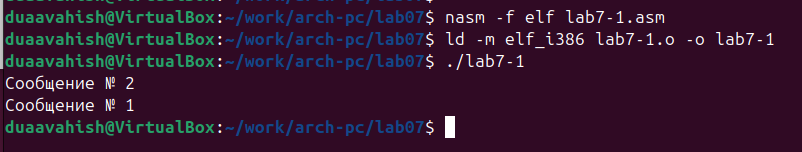 duaavahish@VirtualBox:~/work/arch-pc/lab07$ nasm -f elf lab7-1.asm
duaavahish@VirtualBox:~/work/arch-pc/lab07$ ld -m elf_i386 lab7-1.o -o lab7-1
duaavahish@VirtualBox:~/work/arch-pc/lab07$ ./lab7-1
Сообщение № 2
Сообщение № 1
duaavahish@VirtualBox:~/work/arch-pc/lab07$